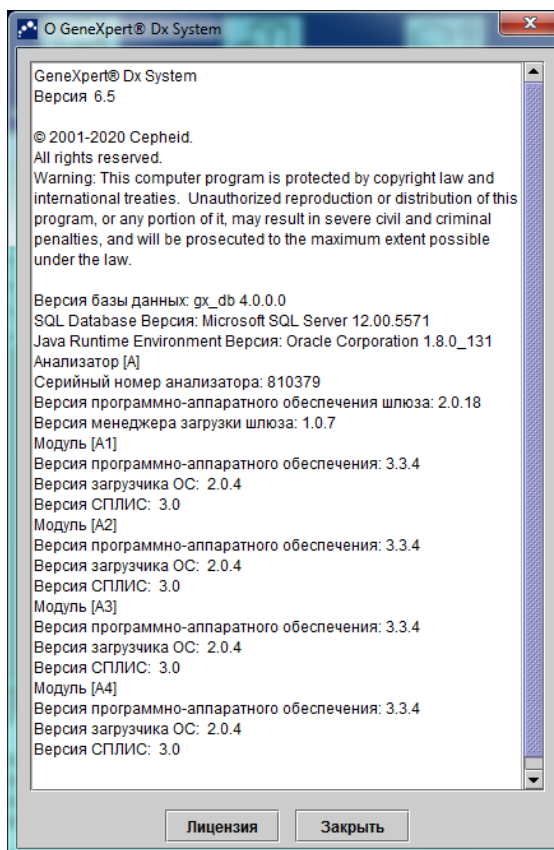 О GeneXpert® Dx System
GeneXpert® Dx System
Версия 6.5
© 2001-2020 Cepheid.
All rights reserved.
Warning: This computer program is protected by copyright law and
international treaties. Unauthorized reproduction or distribution of this
program, or any portion of it, may result in severe civil and criminal
penalties, and will be prosecuted to the maximum extent possible
under the law.
Версия базы данных: gx_db 4.0.0.0
SQL Database Версия: Microsoft SQL Server 12.00.5571
Java Runtime Environment Версия: Oracle Corporation 1.8.0_131
Анализатор [A]
Серийный номер анализатора: 810379
Версия программно-аппаратного обеспечения шлюза: 2.0.18
Версия менеджера загрузки шлюза: 1.0.7
Модуль [A1]
Версия программно-аппаратного обеспечения: 3.3.4
Версия загрузчика ОС: 2.0.4
Версия СПЛИС: 3.0
Модуль [A2]
Версия программно-аппаратного обеспечения: 3.3.4
Версия загрузчика ОС: 2.0.4
Версия СПЛИС: 3.0
Модуль [A3]
Версия программно-аппаратного обеспечения: 3.3.4
Версия загрузчика ОС: 2.0.4
Версия СПЛИС: 3.0
Модуль [A4]
Версия программно-аппаратного обеспечения: 3.3.4
Версия загрузчика ОС: 2.0.4
Версия СПЛИС: 3.0
Лицензия Закрыть